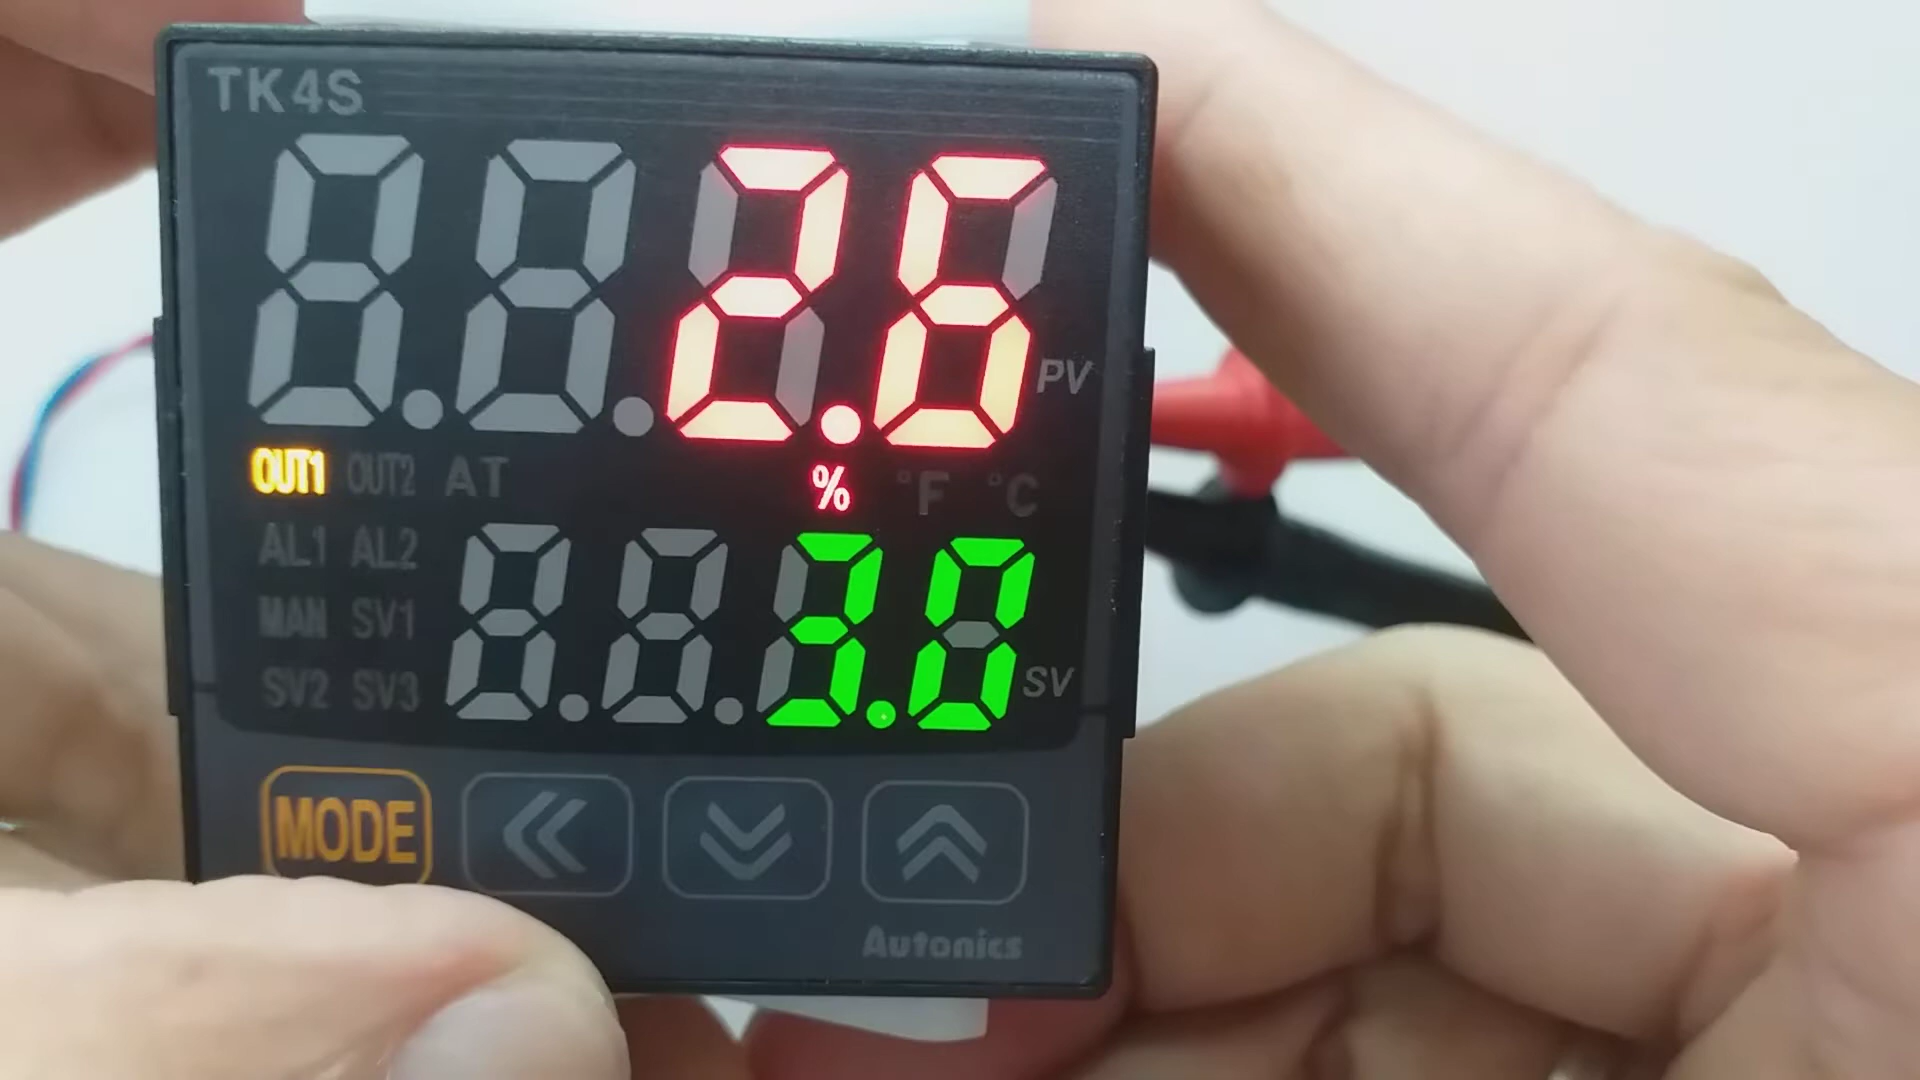 TK4S
2.6
PV
OUT1 OUT2 AT % °F °C
AL1 AL2
MAN SV1
3.0
SV2 SV3
SV
MODE
Autonics